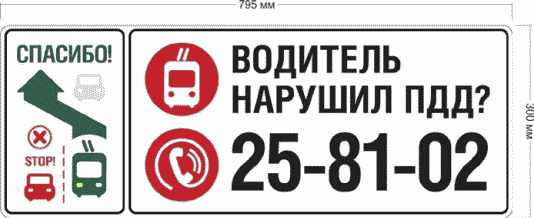 795 мм
СПАСИБО!
STOP!
ВОДИТЕЛЬ
НАРУШИЛ ПДД?
25-81-02
300 мм